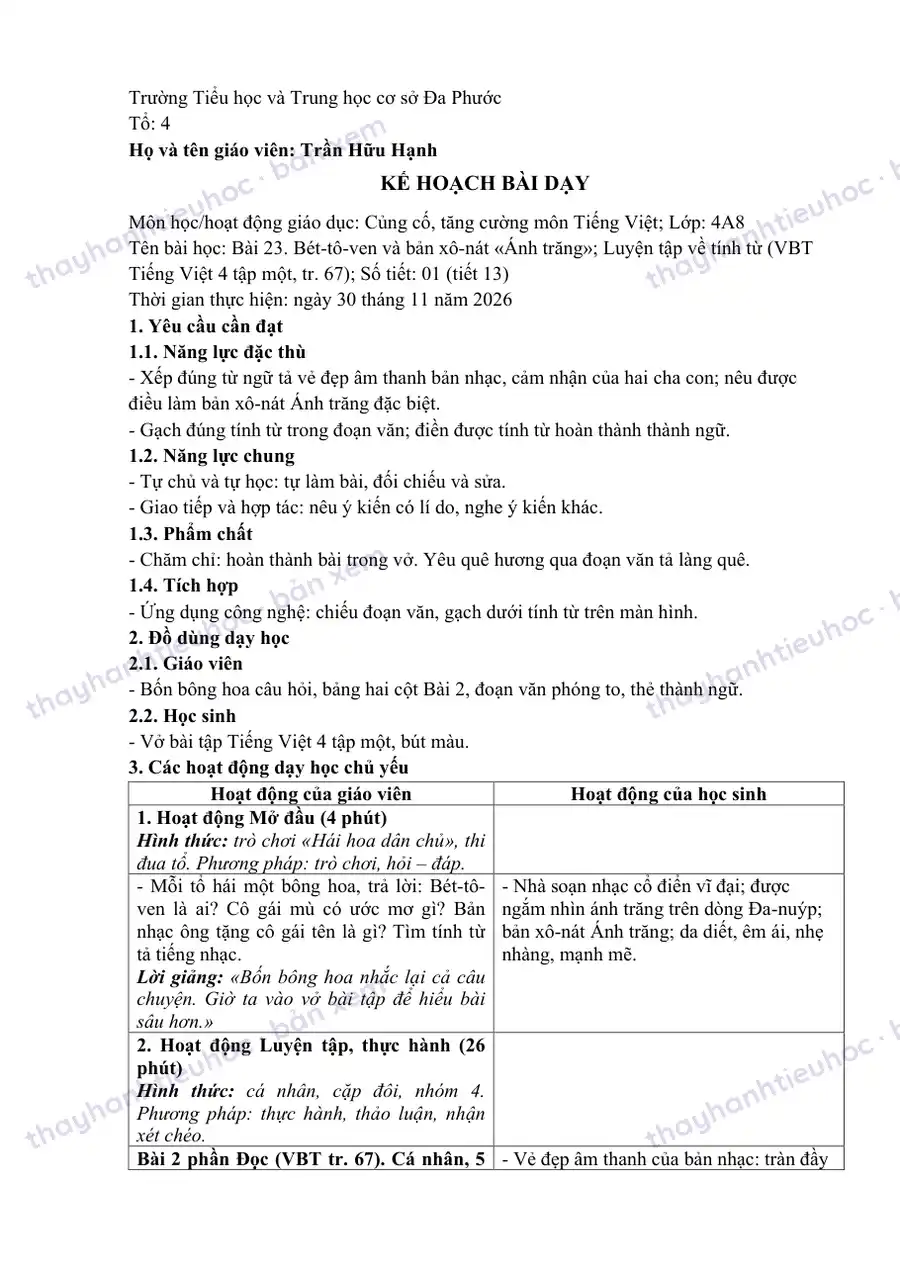 Trường Tiểu học và Trung học cơ sở Đa Phước
Tổ: 4
Họ và tên giáo viên: Trần Hữu Hạnh
KẾ HOẠCH BÀI DẠY
Môn học/hoạt động giáo dục: Củng cố, tăng cường môn Tiếng Việt; Lớp: 4A8
Tên bài học: Bài 23. Bét-tô-ven và bản xô-nát «Ánh trăng»; Luyện tập về tính từ (VBT
Tiếng Việt 4 tập một, tr. 67); Số tiết: 01 (tiết 13)
Thời gian thực hiện: ngày 30 tháng 11 năm 2026
1. Yêu cầu cần đạt
1.1. Năng lực đặc thù
- Xếp đúng từ ngữ tả vẻ đẹp âm thanh bản nhạc, cảm nhận của hai cha con; nêu được
điều làm bản xô-nát Ánh trăng đặc biệt.
- Gạch đúng tính từ trong đoạn văn; điền được tính từ hoàn thành thành ngữ.
1.2. Năng lực chung
- Tự chủ và tự học: tự làm bài, đối chiếu và sửa.
- Giao tiếp và hợp tác: nêu ý kiến có lí do, nghe ý kiến khác.
1.3. Phẩm chất
- Chăm chỉ: hoàn thành bài trong vở. Yêu quê hương qua đoạn văn tả làng quê.
1.4. Tích hợp
- Ứng dụng công nghệ: chiếu đoạn văn, gạch dưới tính từ trên màn hình.
2. Đồ dùng dạy học
2.1. Giáo viên
- Bốn bông hoa câu hỏi, bảng hai cột Bài 2, đoạn văn phóng to, thẻ thành ngữ.
2.2. Học sinh
- Vở bài tập Tiếng Việt 4 tập một, bút màu.
3. Các hoạt động dạy học chủ yếu
Hoạt động của giáo viên
Hoạt động của học sinh
1. Hoạt động Mở đầu (4 phút)
Hình thức: trò chơi «Hái hoa dân chủ», thi
đua tổ. Phương pháp: trò chơi, hỏi – đáp.
- Mỗi tổ hái một bông hoa, trả lời: Bét-tô-
ven là ai? Cô gái mù có ước mơ gì? Bản
nhạc ông tặng cô gái tên là gì? Tìm tính từ
tả tiếng nhạc.
Lời giảng: «Bốn bông hoa nhắc lại cả câu
chuyện. Giờ ta vào vở bài tập để hiểu bài
sâu hơn.»
- Nhà soạn nhạc cổ điển vĩ đại; được
ngắm nhìn ánh trăng trên dòng Đa-nuýp;
bản xô-nát Ánh trăng; da diết, êm ái, nhẹ
nhàng, mạnh mẽ.
2. Hoạt động Luyện tập, thực hành (26
phút)
Hình thức: cá nhân, cặp đôi, nhóm 4.
Phương pháp: thực hành, thảo luận, nhận
xét chéo.
Bài 2 phần Đọc (VBT tr. 67). Cá nhân, 5
- Vẻ đẹp âm thanh của bản nhạc: tràn đầy
thayhanhtieuhoc · bản xem
thayhanhtieuhoc · b
thayhanhtieuhoc · bản xem
thayhanhtieuhoc · b
thayhanhtieuhoc · bản xem
thayhanhtieuhoc · b